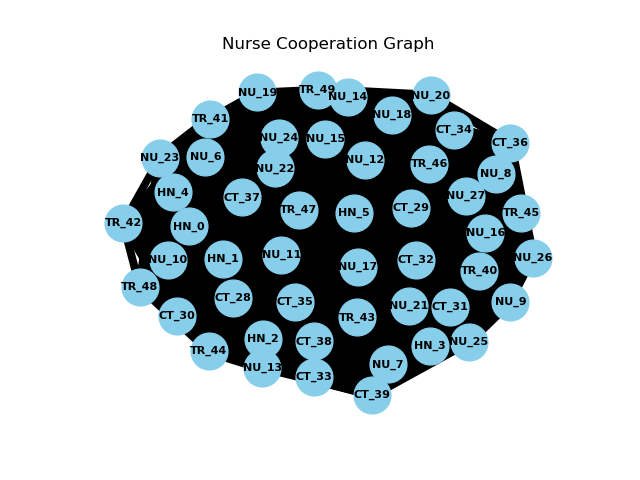 Nurse Cooperation Graph
TR_49
NU_19
NU_14
NU_20
NU_18
TR_41
CT_34
NU_24
NU_15
CT_36
NU_23
NU_6
NU_12
TR_46
NU_22
NU_8
HN_4
CT_37
NU_27
TR_47
HN_5
CT_29
TR_45
TR_42
HN_0
NU_16
NU_10
HN_1
NU_11
NU_17
CT_32
NU_26
TR_40
TR_48
CT_28
CT_35
NU_21
CT_31
NU_9
CT_30
TR_43
HN_2
CT_38
HN_3
NU_25
TR_44
NU_13
CT_33
NU_7
CT_39